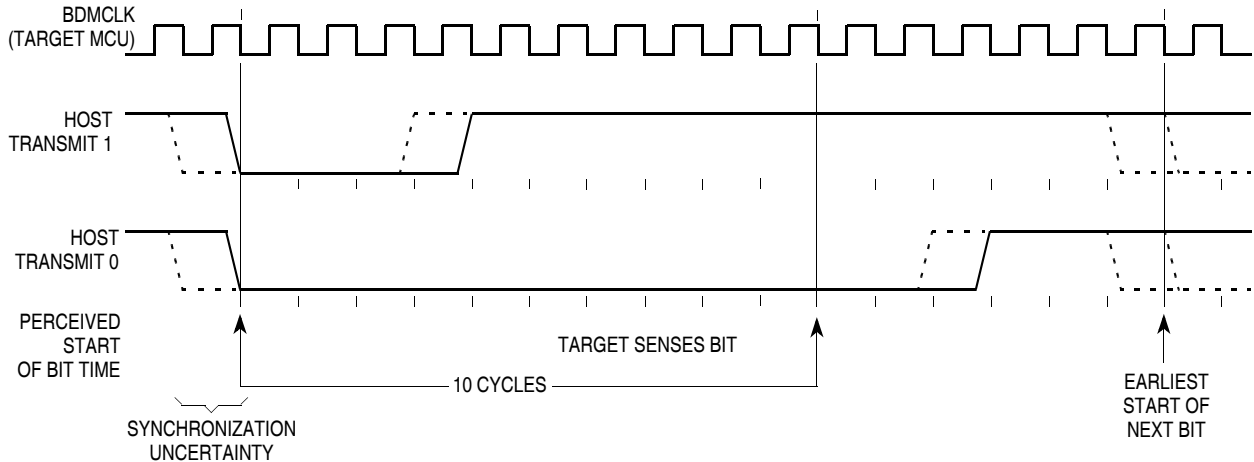 BDMCLK
(TARGET MCU)
HOST
TRANSMIT 1
HOST
TRANSMIT 0
PERCEIVED
START
OF BIT TIME
TARGET SENSES BIT
10 CYCLES
EARLIEST
START OF
NEXT BIT
SYNCHRONIZATION
UNCERTAINTY